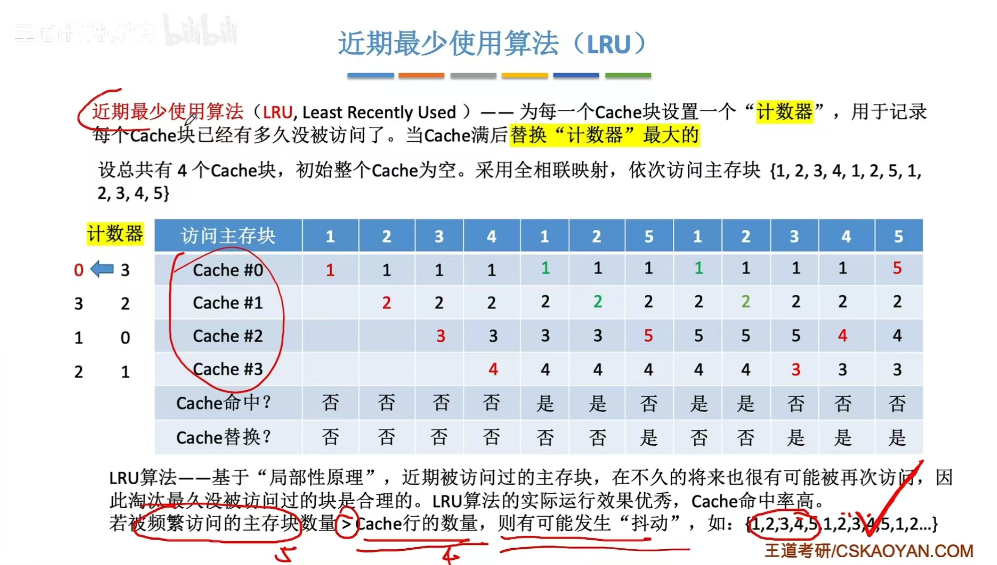 bilibili
近期最少使用算法（LRU）
近期最少使用算法（LRU, Least Recently Used ）—— 为每一个Cache块设置一个“计数器”，用于记录
每个Cache块已经有多久没被访问了。当Cache满后替换“计数器”最大的
设总共有 4 个Cache块，初始整个Cache为空。采用全相联映射，依次访问主存块 {1, 2, 3, 4, 1, 2, 5, 1,
2, 3, 4, 5}
计数器 访问主存块 1 2 3 4 1 2 5 1 2 3 4 5
0 3 Cache #0 1 1 1 1 1 1 1 1 1 1 1 5
3 2 Cache #1 2 2 2 2 2 2 2 2 2 2 2
1 0 Cache #2 3 3 3 3 5 5 5 5 4 4
2 1 Cache #3 4 4 4 4 4 4 3 3 3
Cache命中？ 否 否 否 否 是 是 否 是 是 否 否 否
Cache替换？ 否 否 否 否 否 否 是 否 否 是 是 是
LRU算法——基于“局部性原理”，近期被访问过的主存块，在不久的将来也很有可能被再次访问，因
此淘汰最久没被访问过的块是合理的。LRU算法的实际运行效果优秀，Cache命中率高。
若被频繁访问的主存块数量 > Cache行的数量，则有可能发生“抖动”，如：{1,2,3,4,5,1,2,3,4,5,1,2…}
5 4
王道考研/CSKAOYAN.COM